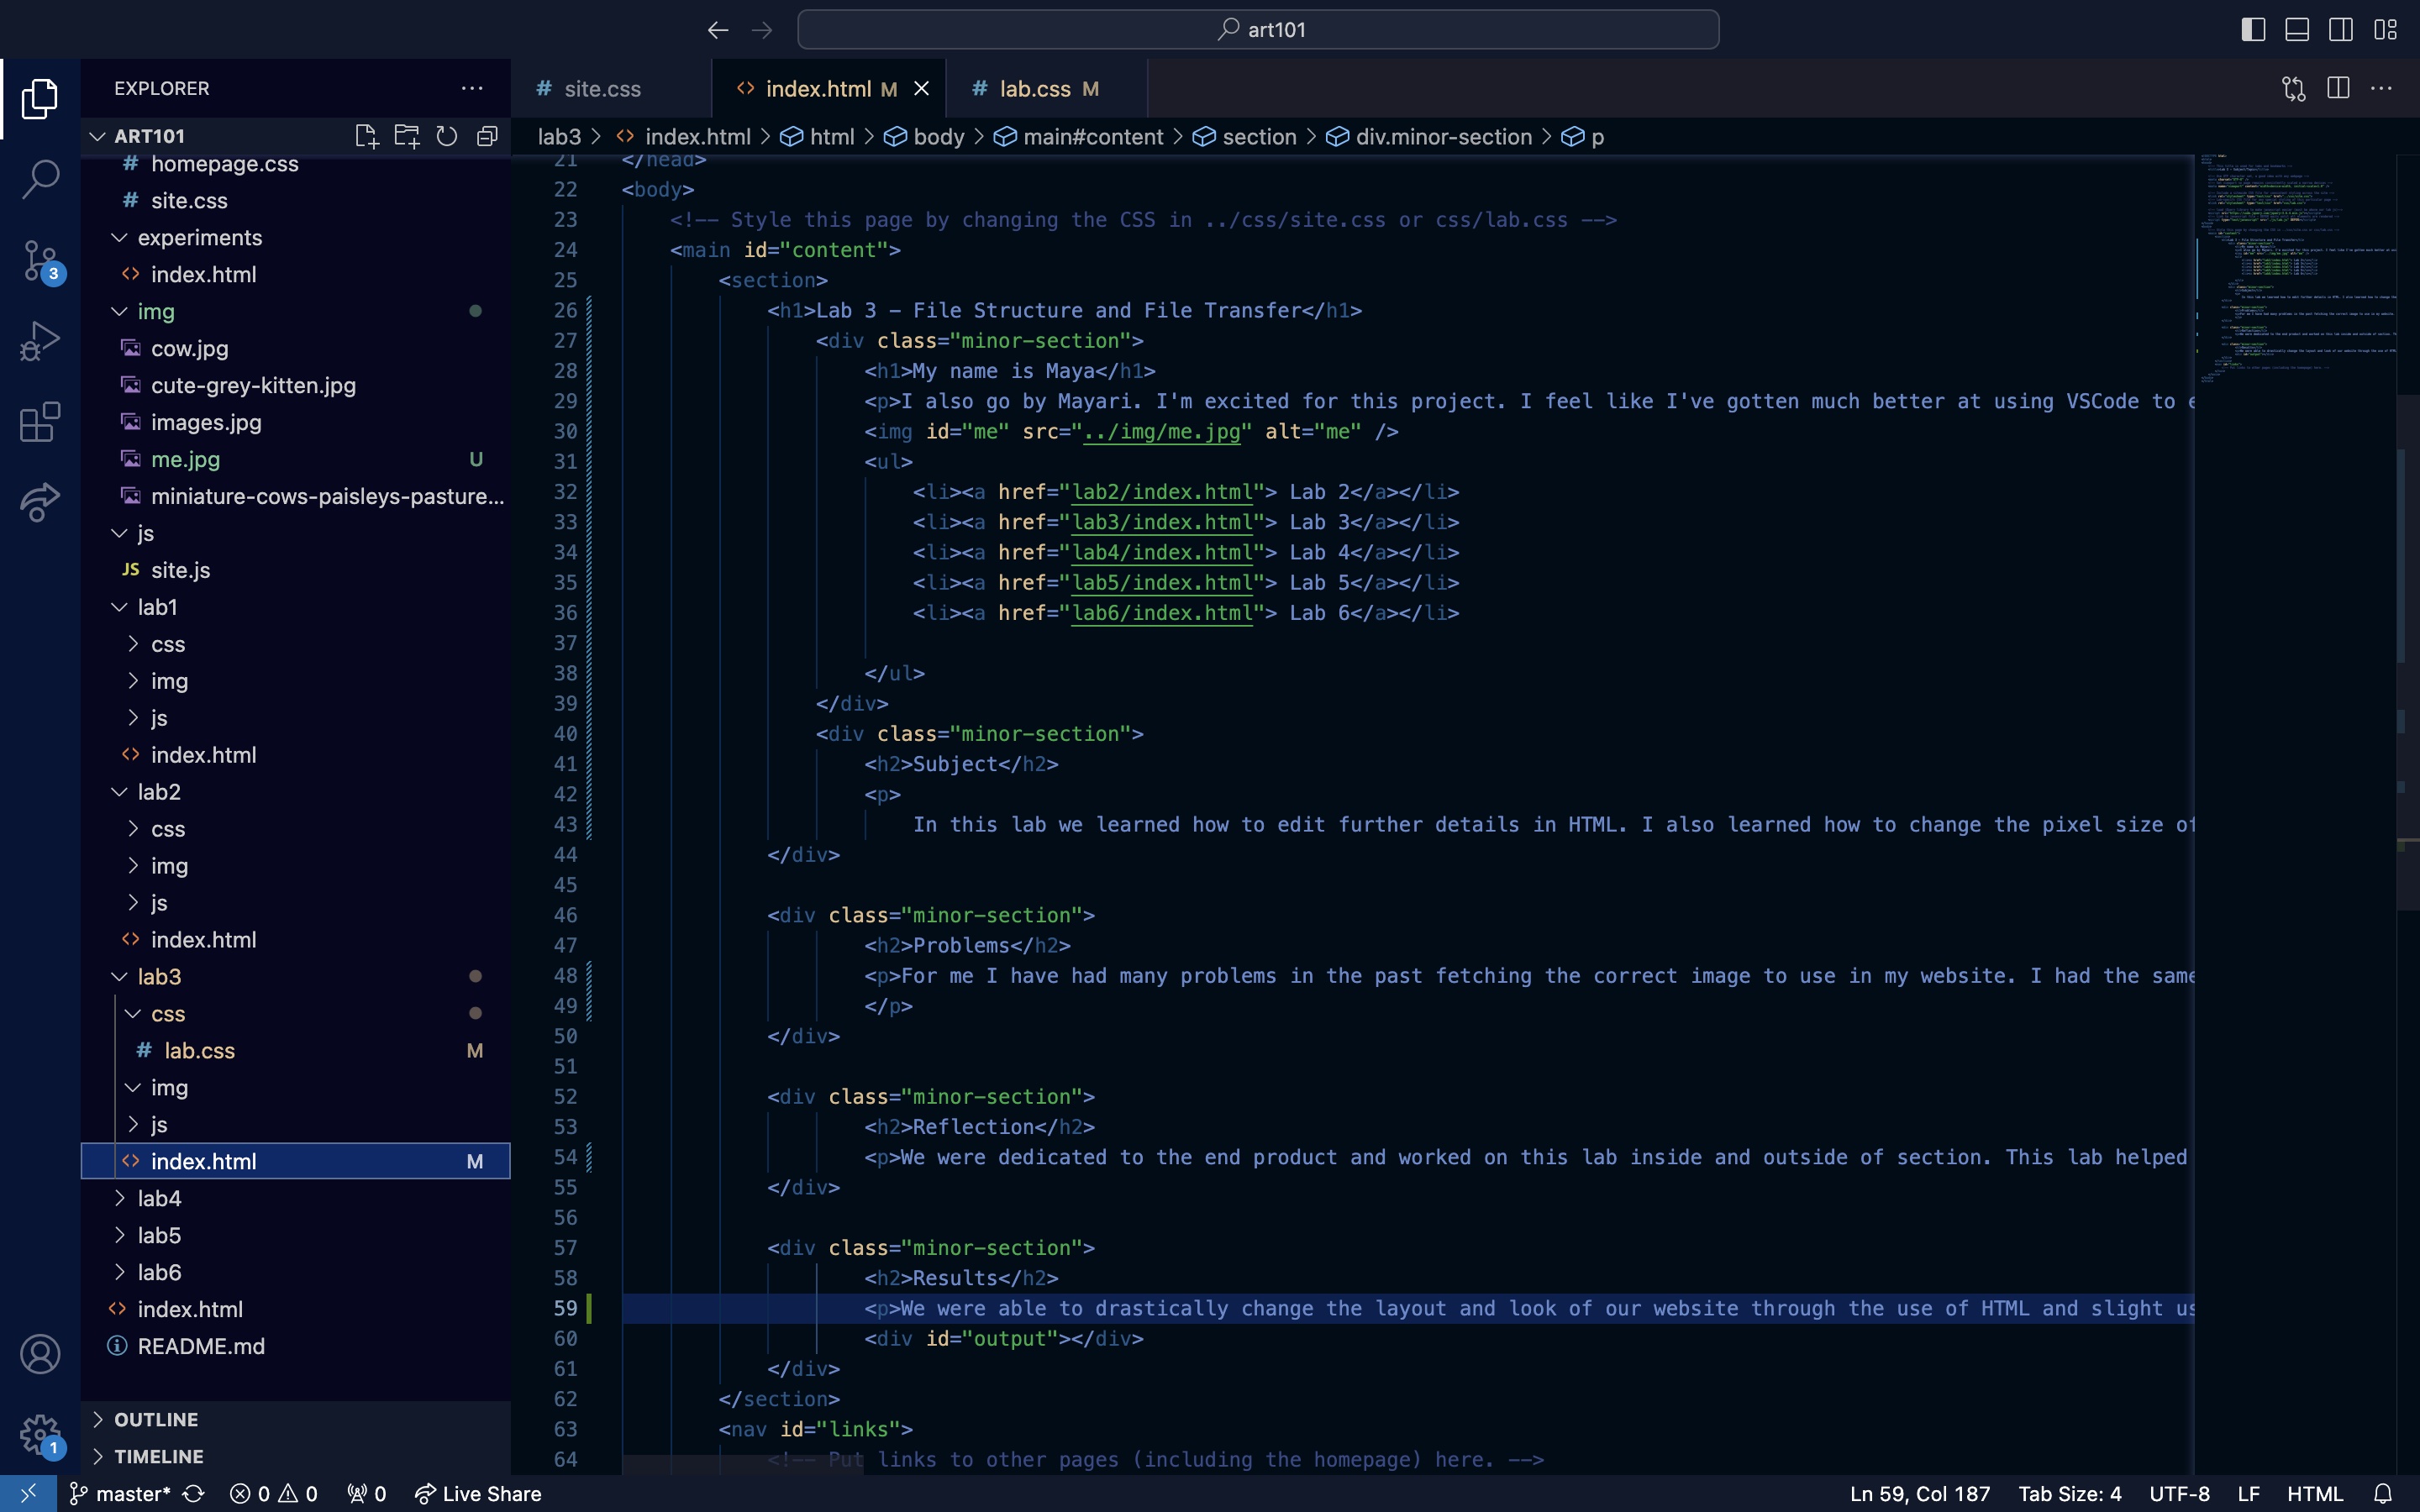 art101
EXPLORER
ART101
homepage.css
site.css
experiments
index.html
img
cow.jpg
cute-grey-kitten.jpg
images.jpg
me.jpg U
miniature-cows-paisleys-pasture...
js
JS site.js
lab1
css
img
js
index.html
lab2
css
img
js
index.html
lab3
css
# lab.css M
img
js
index.html M
lab4
lab5
lab6
index.html
README.md
OUTLINE
TIMELINE
3
1
# site.css
<> index.html M
# lab.css M
lab3 > <> index.html > html > body > main#content > section > div.minor-section > p
21 </head>
22 <body>
23 <!-- Style this page by changing the CSS in ../css/site.css or css/lab.css -->
24 <main id="content">
25 <section>
26 <h1>Lab 3 – File Structure and File Transfer</h1>
27 <div class="minor-section">
28 <h1>My name is Maya</h1>
29 <p>I also go by Mayari. I'm excited for this project. I feel like I've gotten much better at using VSCode to e
30 <img id="me" src="../img/me.jpg" alt="me" />
31 <ul>
32 <li><a href="lab2/index.html"> Lab 2</a></li>
33 <li><a href="lab3/index.html"> Lab 3</a></li>
34 <li><a href="lab4/index.html"> Lab 4</a></li>
35 <li><a href="lab5/index.html"> Lab 5</a></li>
36 <li><a href="lab6/index.html"> Lab 6</a></li>
37
38 </ul>
39 </div>
40 <div class="minor-section">
41 <h2>Subject</h2>
42 <p>
43 In this lab we learned how to edit further details in HTML. I also learned how to change the pixel size of
44 </div>
45
46 <div class="minor-section">
47 <h2>Problems</h2>
48 <p>For me I have had many problems in the past fetching the correct image to use in my website. I had the same
49 </p>
50 </div>
51
52 <div class="minor-section">
53 <h2>Reflection</h2>
54 <p>We were dedicated to the end product and worked on this lab inside and outside of section. This lab helped
55 </div>
56
57 <div class="minor-section">
58 <h2>Results</h2>
59 <p>We were able to drastically change the layout and look of our website through the use of HTML and slight us
60 <div id="output"></div>
61 </div>
62 </section>
63 <nav id="links">
64 <!-- Put links to other pages (including the homepage) here. -->
master* 0 0 0 Live Share Ln 59, Col 187 Tab Size: 4 UTF-8 LF HTML